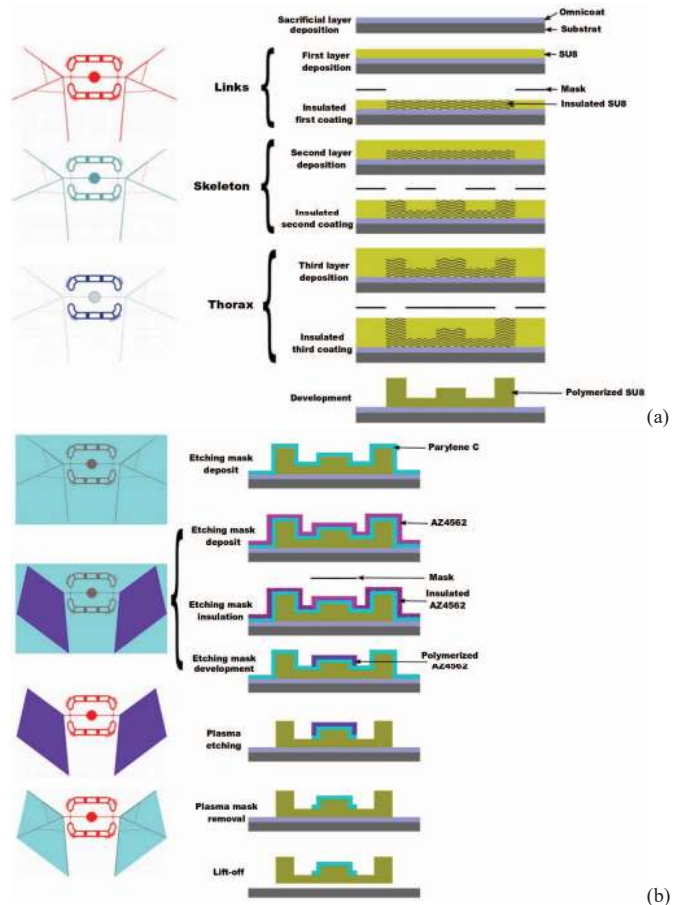 Sacrificial layer
deposition
Omnicoat
Substrat
First layer
deposition
SU8
Links
Mask
Insulated
first coating
Insulated SU8
Second layer
deposition
Skeleton
Insulated
second coating
Third layer
deposition
Thorax
Insulated
third coating
Development
Polymerized SU8
(a)
Etching mask
deposit
Parylene C
Etching mask
deposit
AZ4562
Mask
Etching mask
insulation
Insulated
AZ4562
Etching mask
development
Polymerized
AZ4562
Plasma
etching
Plasma mask
removal
Lift-off
(b)